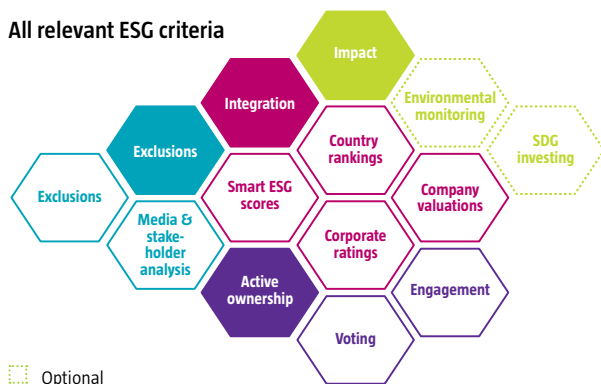 All relevant ESG criteria
Impact
Integration
Environmental
monitoring
Exclusions
Country
rankings
SDG
investing
Exclusions
Smart ESG
scores
Company
valuations
Media &
stake-
holder
analysis
Corporate
ratings
Active
ownership
Engagement
Voting
Optional